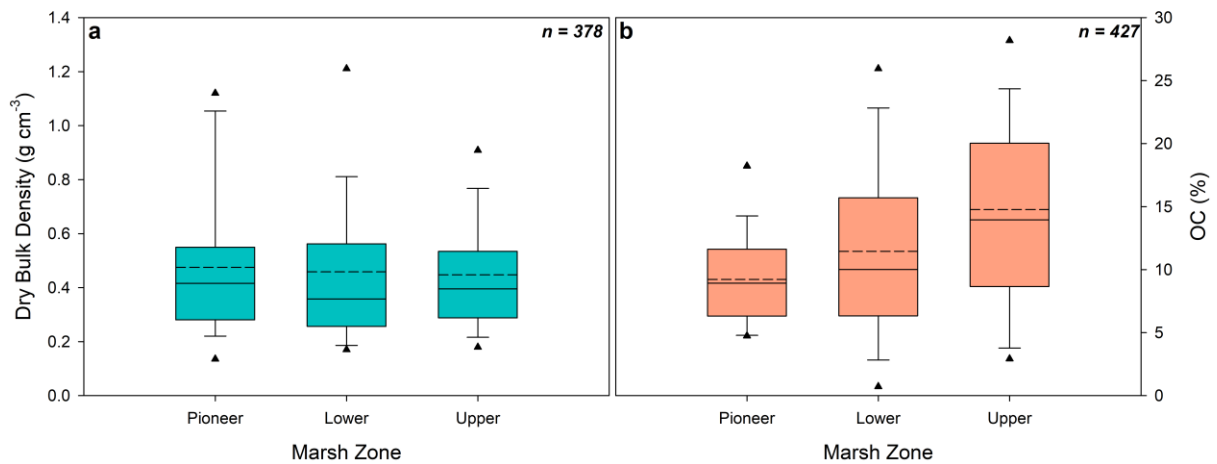 a
n = 378
Dry Bulk Density (g cm⁻³)
1.4
1.2
1.0
0.8
0.6
0.4
0.2
0.0
Pioneer
Lower
Upper
Marsh Zone
b
n = 427
30
25
20
15
10
5
0
OC (%)
Pioneer
Lower
Upper
Marsh Zone